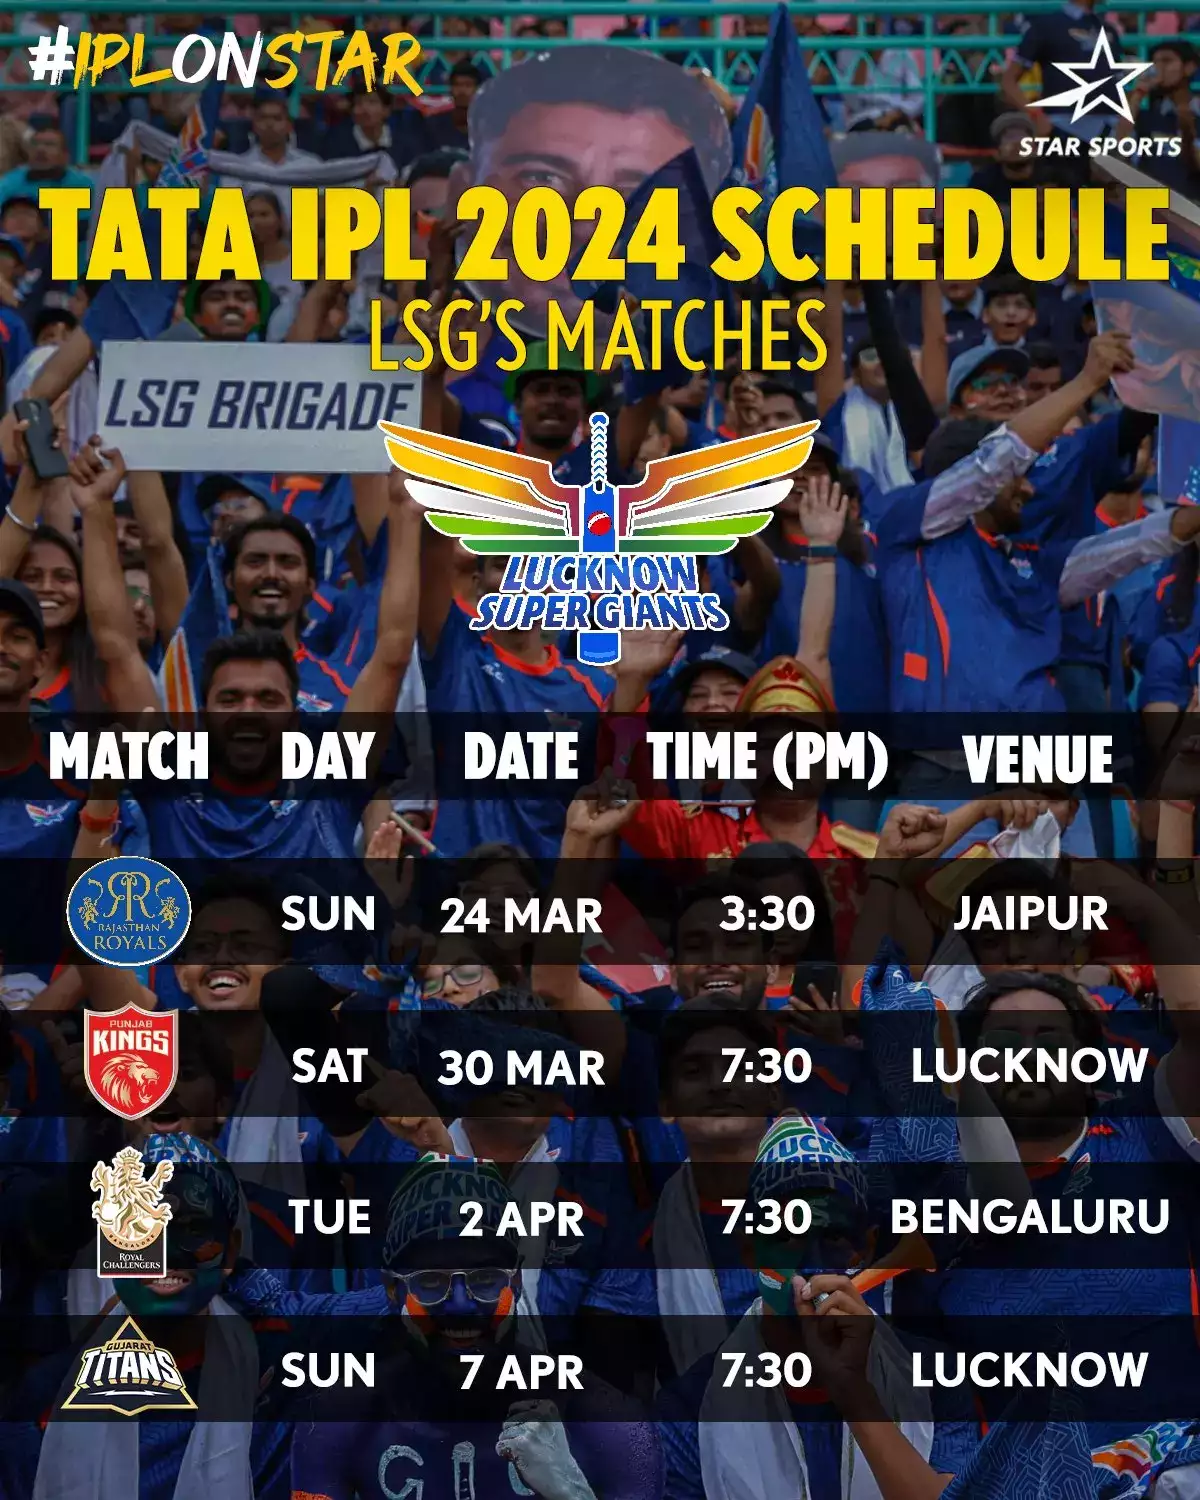 #IPLONSTAR
STAR SPORTS
TATA IPL 2024 SCHEDULE
LSG'S MATCHES
LSG BRIGADE
LUCKNOW
SUPER GIANTS
MATCH DAY DATE TIME (PM) VENUE
RAJASTHAN
ROYALS
SUN 24 MAR 3:30 JAIPUR
PUNJAB
KINGS
SAT 30 MAR 7:30 LUCKNOW
BANGALORE
ROYAL
CHALLENGERS
TUE 2 APR 7:30 BENGALURU
GUJARAT
TITANS
SUN 7 APR 7:30 LUCKNOW